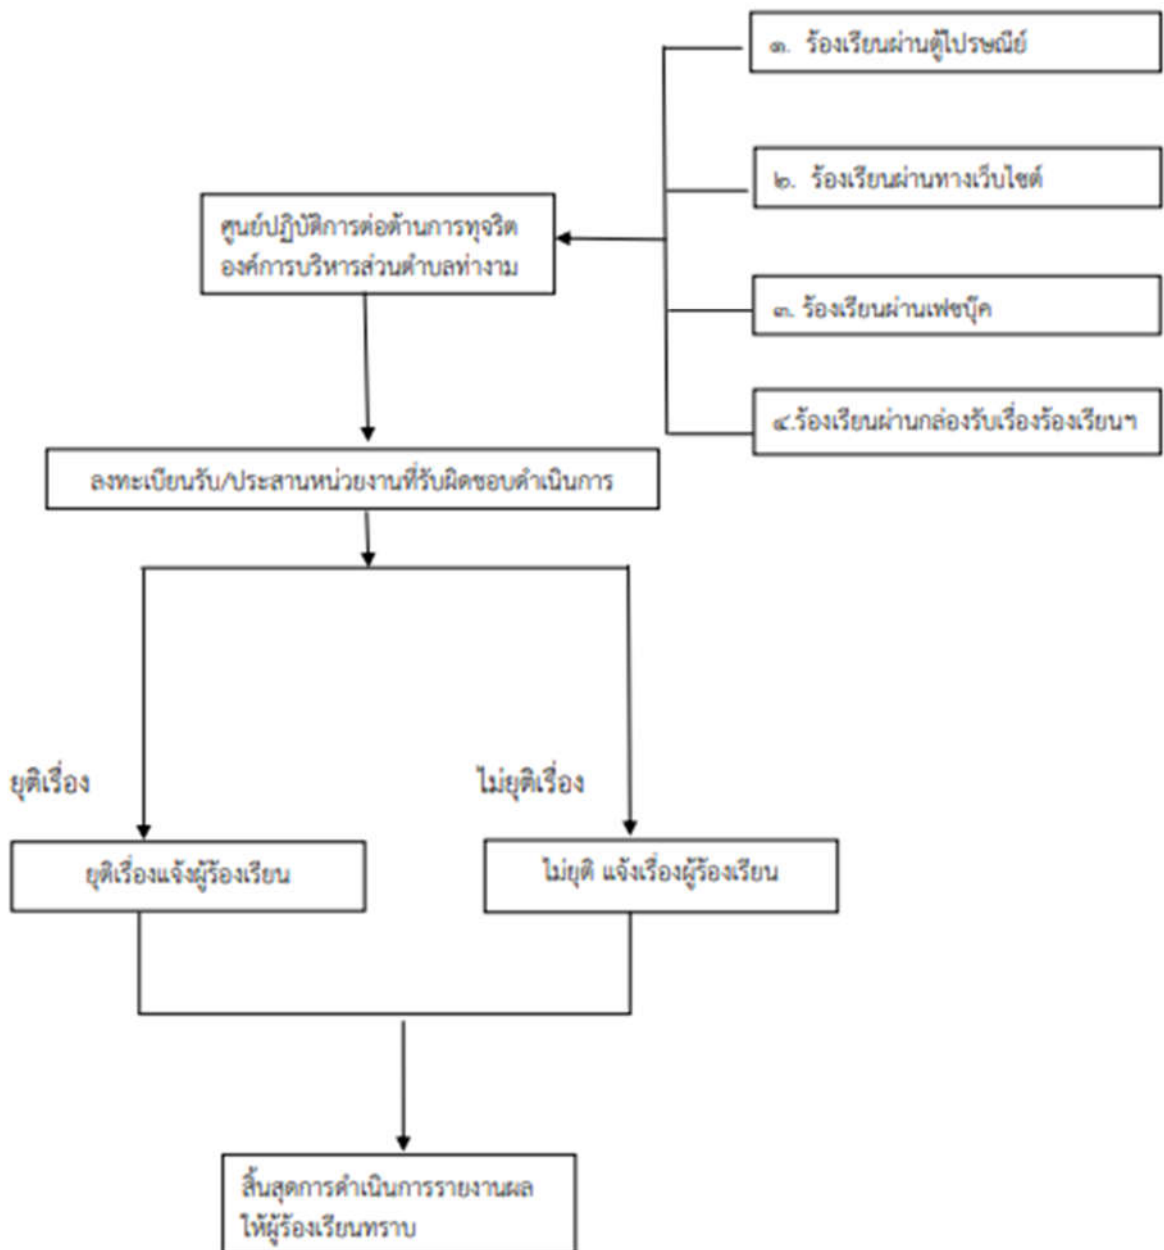 ๑. ร้องเรียนผ่านตู้ไปรษณีย์
๒. ร้องเรียนผ่านทางเว็บไซต์
ศูนย์ปฏิบัติการต่อต้านการทุจริต
องค์การบริหารส่วนตำบลท่างาม
๓. ร้องเรียนผ่านเฟซบุ๊ค
๔.ร้องเรียนผ่านกล่องรับเรื่องร้องเรียนฯ
ลงทะเบียนรับ/ประสานหน่วยงานที่รับผิดชอบดำเนินการ
ยุติเรื่อง
ไม่ยุติเรื่อง
ยุติเรื่องแจ้งผู้ร้องเรียน
ไม่ยุติ แจ้งเรื่องผู้ร้องเรียน
สิ้นสุดการดำเนินการรายงานผล
ให้ผู้ร้องเรียนทราบ